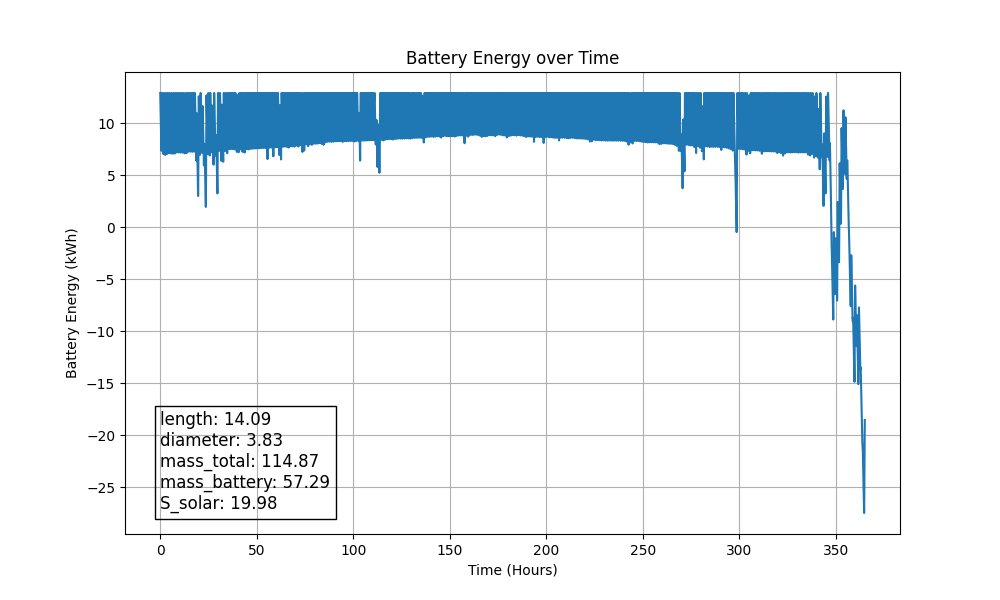 Battery Energy over Time
Battery Energy (kWh)
10
5
0
−5
−10
−15
−20
−25
length: 14.09
diameter: 3.83
mass_total: 114.87
mass_battery: 57.29
S_solar: 19.98
0 50 100 150 200 250 300 350
Time (Hours)